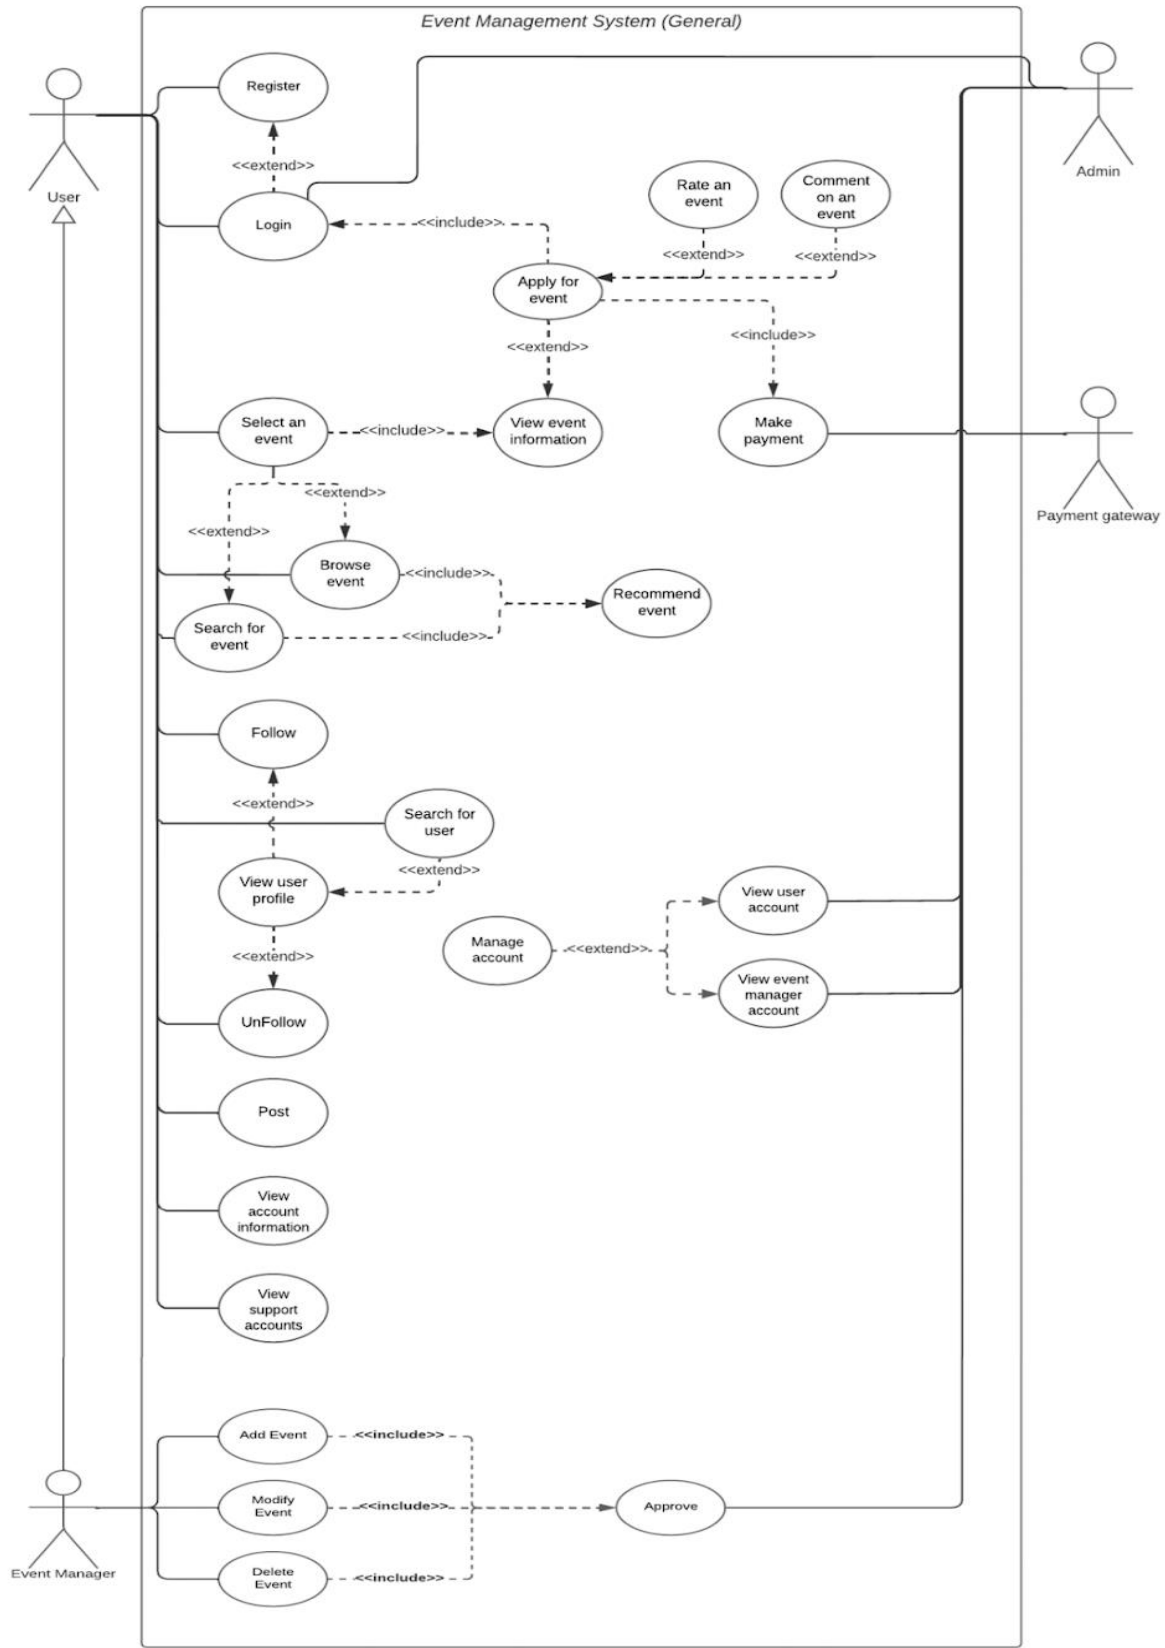 Event Management System (General)
Register
<<extend>>
User
Login
<<include>>
Rate an
event
Comment
on an
event
Admin
<<extend>>
<<extend>>
Apply for
event
<<extend>>
<<include>>
Select an
event
<<include>>
View event
information
Make
payment
Payment gateway
<<extend>>
<<extend>>
Browse
event
<<include>>
Recommend
event
Search for
event
<<include>>
Follow
<<extend>>
Search for
user
<<extend>>
View user
profile
<<extend>>
View user
account
Manage
account
<<extend>>
View event
manager
account
UnFollow
Post
View
account
information
View
support
accounts
Add Event
<<include>>
Modify
Event
<<include>>
Approve
Event Manager
Delete
Event
<<include>>